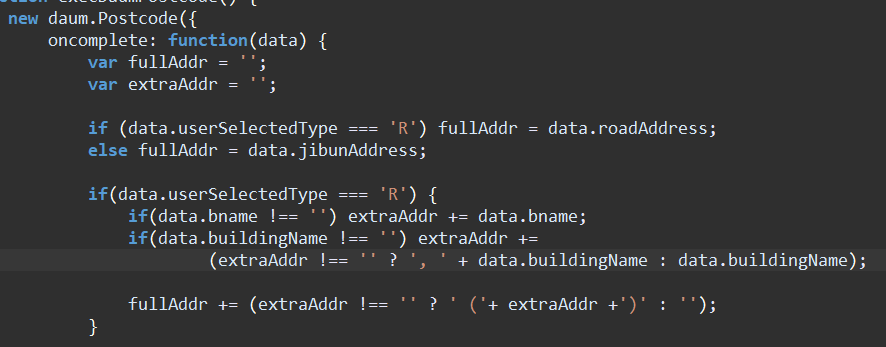 new daum.Postcode({
oncomplete: function(data) {
var fullAddr = '';
var extraAddr = '';
if (data.userSelectedType === 'R') fullAddr = data.roadAddress;
else fullAddr = data.jibunAddress;
if(data.userSelectedType === 'R') {
if(data.bname !== '') extraAddr += data.bname;
if(data.buildingName !== '') extraAddr +=
(extraAddr !== '' ? ', ' + data.buildingName : data.buildingName);
fullAddr += (extraAddr !== '' ? ' ('+ extraAddr +')' : '');
}